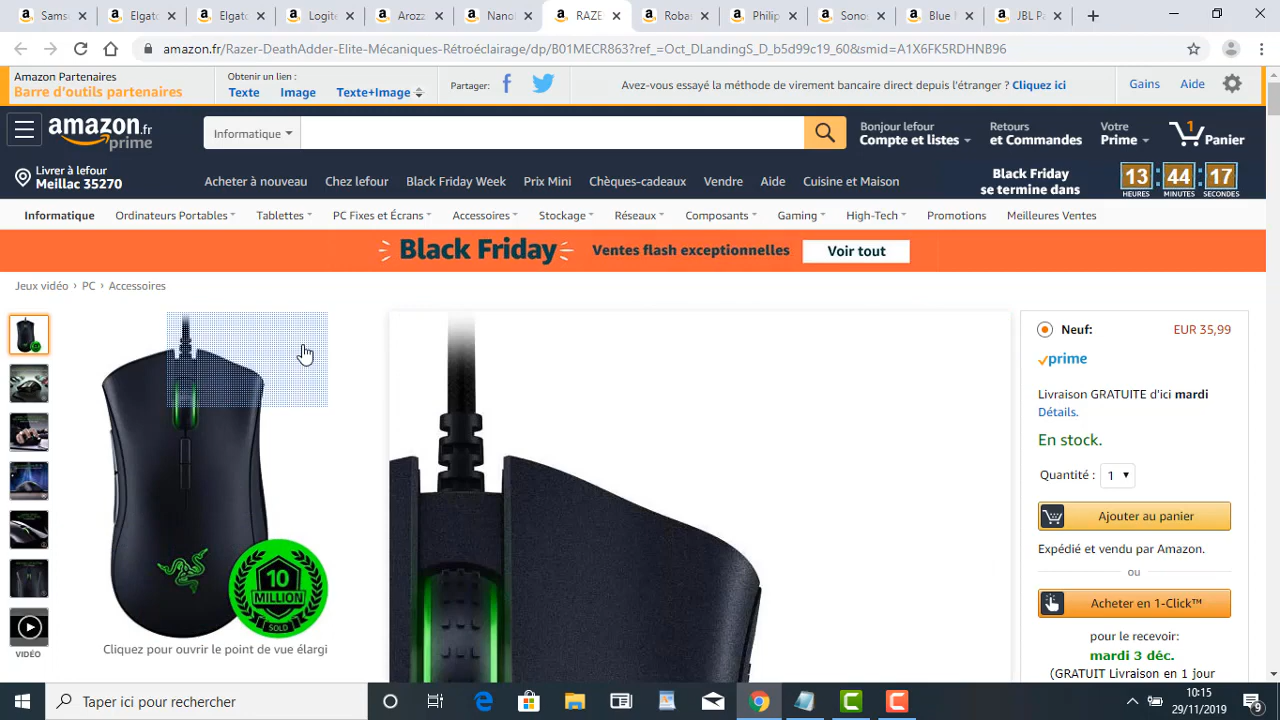 Sams
Elgat
Elgat
Logite
Arozz
Nanol
RAZE
Robas
Philip
Sono
Blue
JBL P
amazon.fr/Razer-DeathAdder-Elite-Mécaniques-Rétroéclairage/dp/B01MECR863?ref_=Oct_DLandingS_D_b5d99c19_60&smid=A1X6FK5RDHNB96
Amazon Partenaires
Barre d'outils partenaires
Obtenir un lien :
Texte Image Texte+Image
Partager:
Avez-vous essayé la méthode de virement bancaire direct depuis l'étranger ? Cliquez ici
Gains Aide
amazon.fr
prime
Informatique
Bonjour lefour
Compte et listes
Retours
et Commandes
Votre
Prime
1
Panier
Livrer à lefour
Meillac 35270
Acheter à nouveau Chez lefour Black Friday Week Prix Mini Chèques-cadeaux Vendre Aide Cuisine et Maison
Black Friday
se termine dans
13 : 44 : 17
HEURES MINUTES SECONDES
Informatique Ordinateurs Portables Tablettes PC Fixes et Écrans Accessoires Stockage Réseaux Composants Gaming High-Tech Promotions Meilleures Ventes
Black Friday Ventes flash exceptionnelles Voir tout
Jeux vidéo › PC › Accessoires
10
MILLION
SOLD
VIDÉO
Cliquez pour ouvrir le point de vue élargi
Neuf: EUR 35,99
prime
Livraison GRATUITE d'ici mardi
Détails.
En stock.
Quantité : 1
Ajouter au panier
Expédié et vendu par Amazon.
ou
Acheter en 1-Click™
pour le recevoir:
mardi 3 déc.
(GRATUIT Livraison en 1 jour
Taper ici pour rechercher
10:15
29/11/2019
9